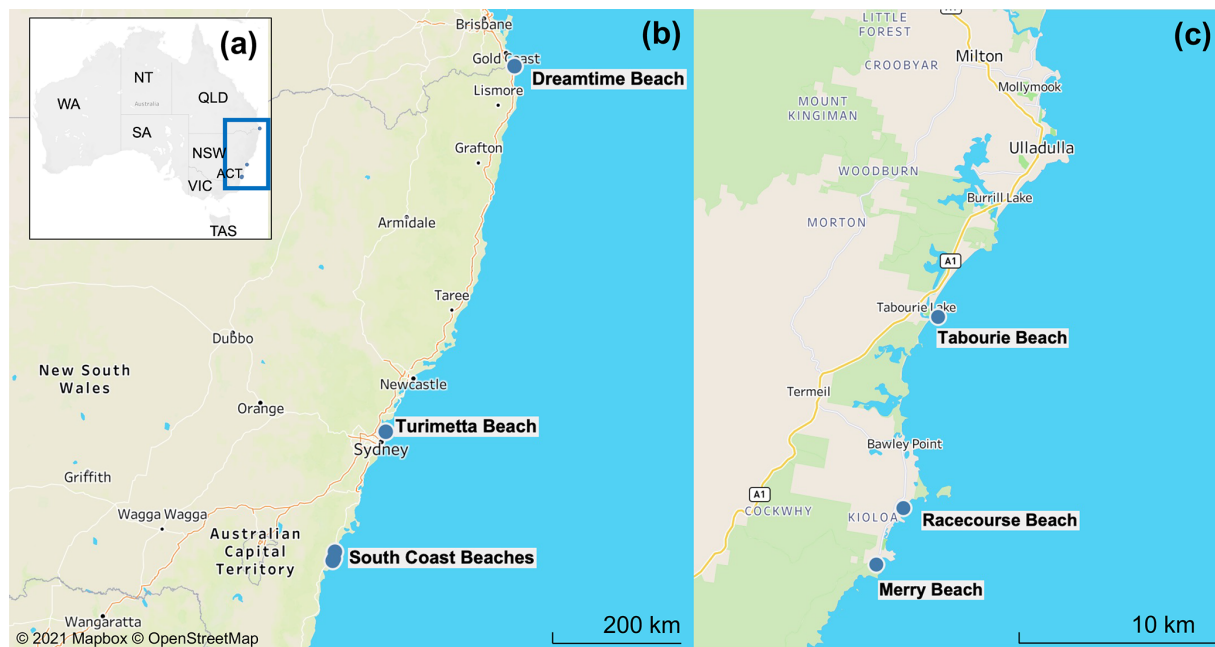 (a)
NT
WA
Australia
QLD
SA
NSW
ACT
VIC
TAS
(b)
Brisbane
Gold Coast
Dreamtime Beach
Lismore
Grafton
Armidale
Taree
Dubbo
New South
Wales
Newcastle
Orange
Turimetta Beach
Sydney
Griffith
Wagga Wagga
Australian
Capital
Territory
South Coast Beaches
Wangaratta
© 2021 Mapbox © OpenStreetMap
200 km
(c)
A1
LITTLE
FOREST
Milton
CROOBYAR
Mollymook
MOUNT
KINGIMAN
Ulladulla
WOODBURN
Burrill Lake
MORTON
A1
Tabourie Lake
Tabourie Beach
Termeil
Bawley Point
A1
COCKWHY
KIOLOA
Racecourse Beach
Merry Beach
10 km